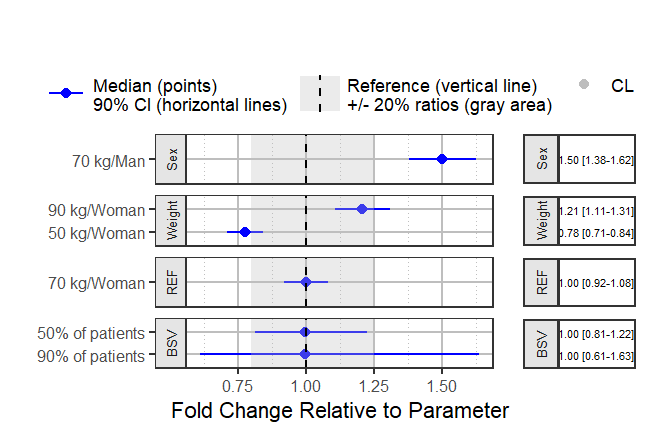 Median (points)
90% CI (horizontal lines)
Reference (vertical line)
+/- 20% ratios (gray area)
CL
70 kg/Man
Sex
Sex
1.50 [1.38-1.62]
90 kg/Woman
50 kg/Woman
Weight
Weight
1.21 [1.11-1.31]
0.78 [0.71-0.84]
70 kg/Woman
REF
REF
1.00 [0.92-1.08]
50% of patients
90% of patients
BSV
BSV
1.00 [0.81-1.22]
1.00 [0.61-1.63]
0.75 1.00 1.25 1.50
Fold Change Relative to Parameter